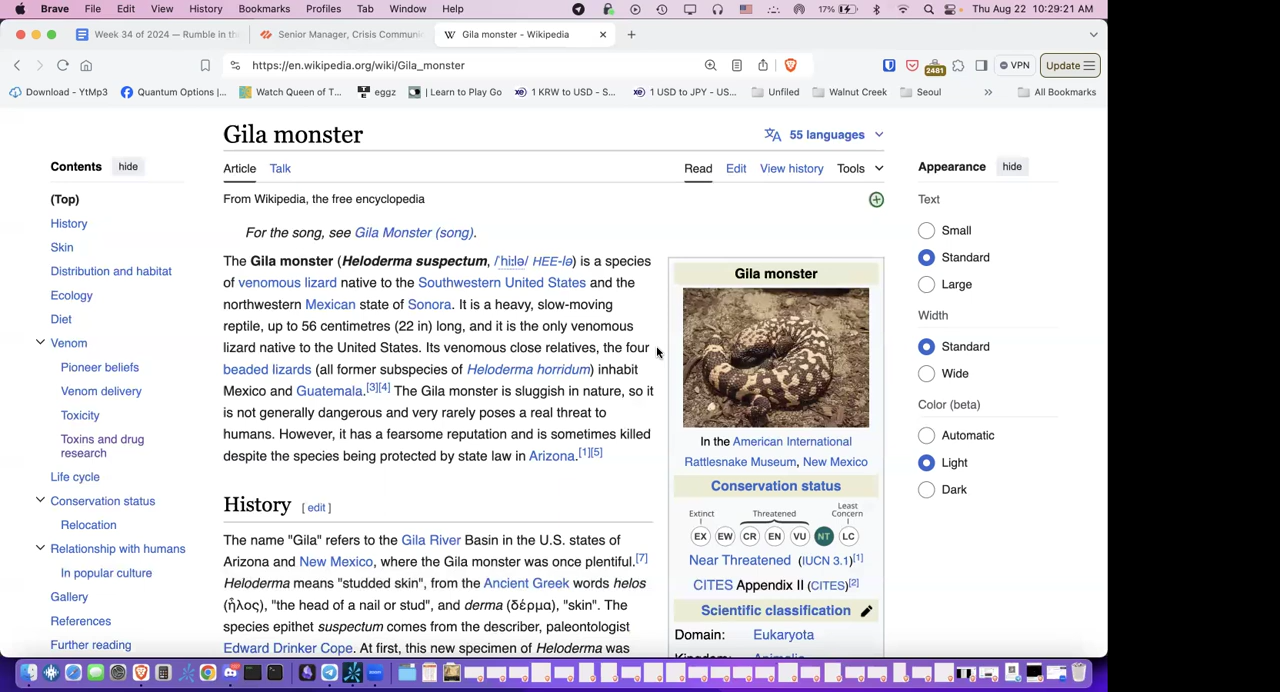 Brave File Edit View History Bookmarks Profiles Tab Window Help 17% Thu Aug 22 10:29:21 AM
Week 34 of 2024 — Rumble in th Senior Manager, Crisis Communic Gila monster - Wikipedia
https://en.wikipedia.org/wiki/Gila_monster 2481 VPN Update
Download - YtMp3 Quantum Options |... Watch Queen of T... eggz | Learn to Play Go 1 KRW to USD - S... 1 USD to JPY - US... Unfiled Walnut Creek Seoul » All Bookmarks
Gila monster
55 languages
Contents hide
Article Talk Read Edit View history Tools
Appearance hide
(Top)
History
Skin
Distribution and habitat
Ecology
Diet
Venom
Pioneer beliefs
Venom delivery
Toxicity
Toxins and drug
research
Life cycle
Conservation status
Relocation
Relationship with humans
In popular culture
Gallery
References
Further reading
From Wikipedia, the free encyclopedia
For the song, see Gila Monster (song).
The Gila monster (Heloderma suspectum, /ˈhiːlə/ HEE-lə) is a species
of venomous lizard native to the Southwestern United States and the
northwestern Mexican state of Sonora. It is a heavy, slow-moving
reptile, up to 56 centimetres (22 in) long, and it is the only venomous
lizard native to the United States. Its venomous close relatives, the four
beaded lizards (all former subspecies of Heloderma horridum) inhabit
Mexico and Guatemala.[3][4] The Gila monster is sluggish in nature, so it
is not generally dangerous and very rarely poses a real threat to
humans. However, it has a fearsome reputation and is sometimes killed
despite the species being protected by state law in Arizona.[1][5]
History [ edit ]
The name "Gila" refers to the Gila River Basin in the U.S. states of
Arizona and New Mexico, where the Gila monster was once plentiful.[7]
Heloderma means "studded skin", from the Ancient Greek words helos
(ἧλος), "the head of a nail or stud", and derma (δέρμα), "skin". The
species epithet suspectum comes from the describer, paleontologist
Edward Drinker Cope. At first, this new specimen of Heloderma was
Gila monster
In the American International
Rattlesnake Museum, New Mexico
Conservation status
Extinct Threatened Least
Concern
EX EW CR EN VU NT LC
Near Threatened (IUCN 3.1)[1]
CITES Appendix II (CITES)[2]
Scientific classification
Domain: Eukaryota
Kingdom: Animalia
Text
Small
Standard
Large
Width
Standard
Wide
Color (beta)
Automatic
Light
Dark